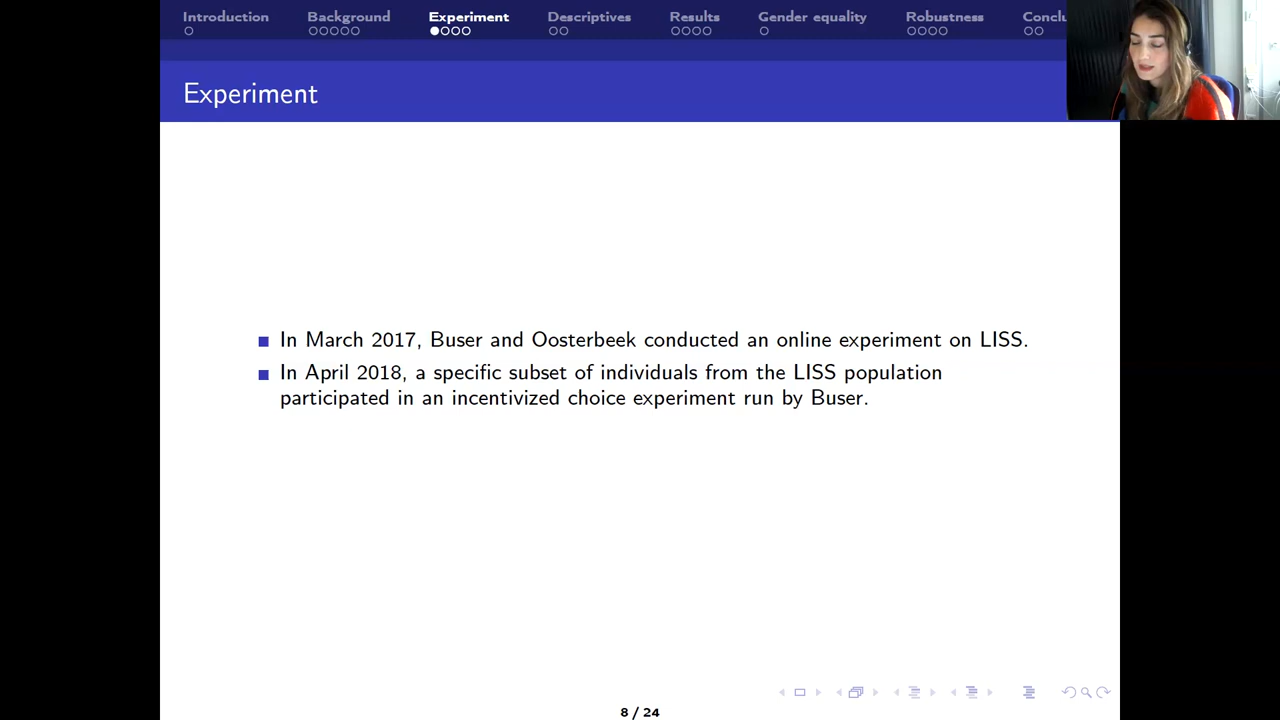 Introduction Background Experiment Descriptives Results Gender equality Robustness Conclu
Experiment
In March 2017, Buser and Oosterbeek conducted an online experiment on LISS.
In April 2018, a specific subset of individuals from the LISS population
participated in an incentivized choice experiment run by Buser.
8 / 24